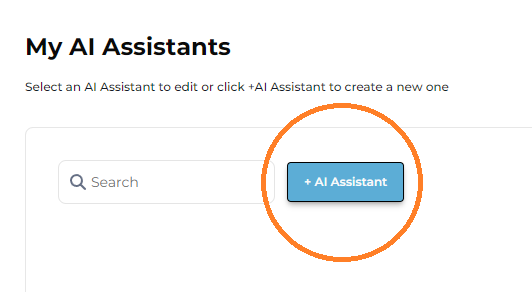 My AI Assistants
Select an AI Assistant to edit or click +AI Assistant to create a new one
Search
+ AI Assistant